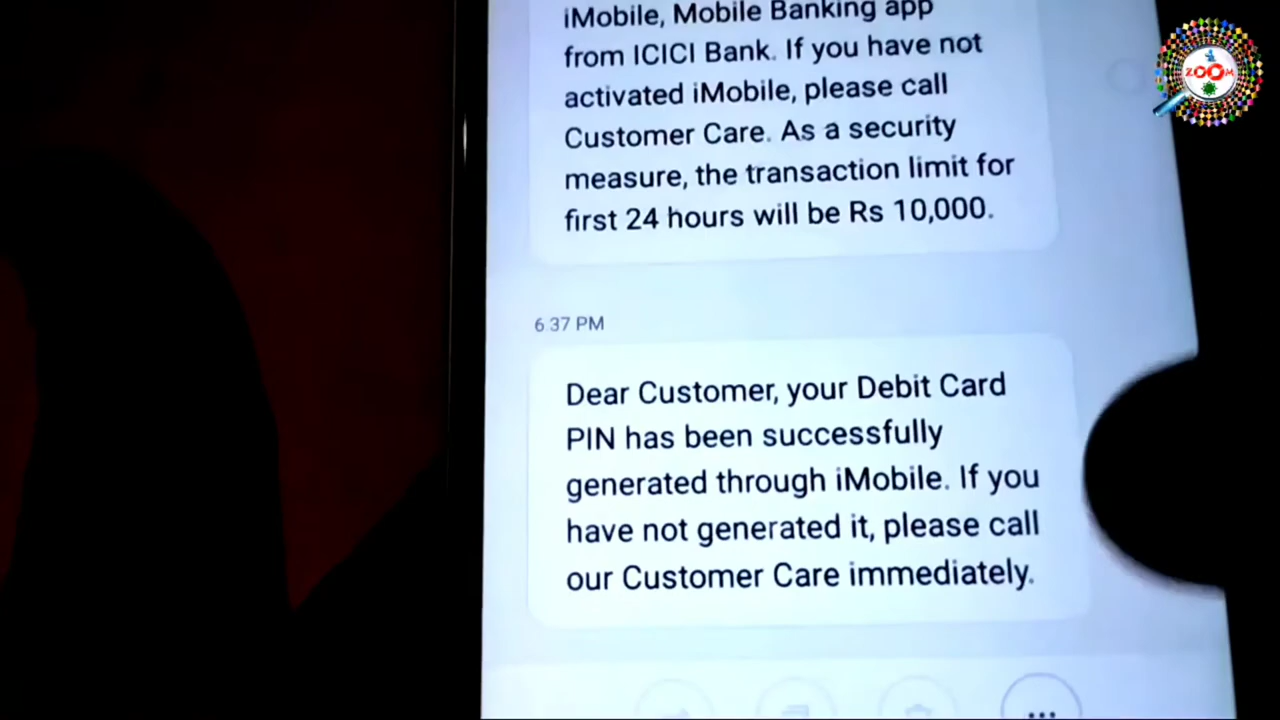 iMobile, Mobile Banking app
from ICICI Bank. If you have not
activated iMobile, please call
Customer Care. As a security
measure, the transaction limit for
first 24 hours will be Rs 10,000.
6.37 PM
Dear Customer, your Debit Card
PIN has been successfully
generated through iMobile. If you
have not generated it, please call
our Customer Care immediately.
ZOOM